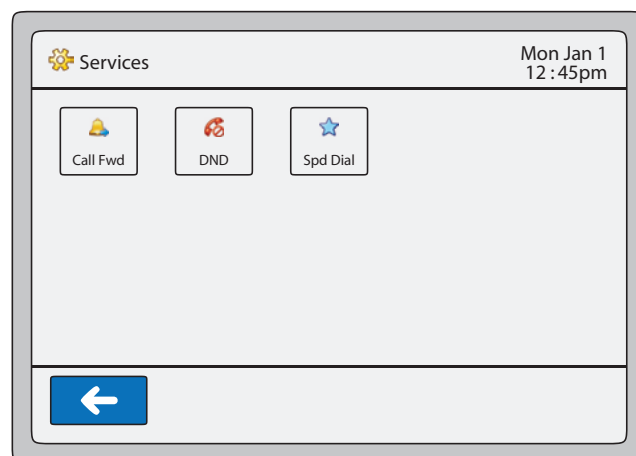 Services
Mon Jan 1
12:45pm
Call Fwd
DND
Spd Dial